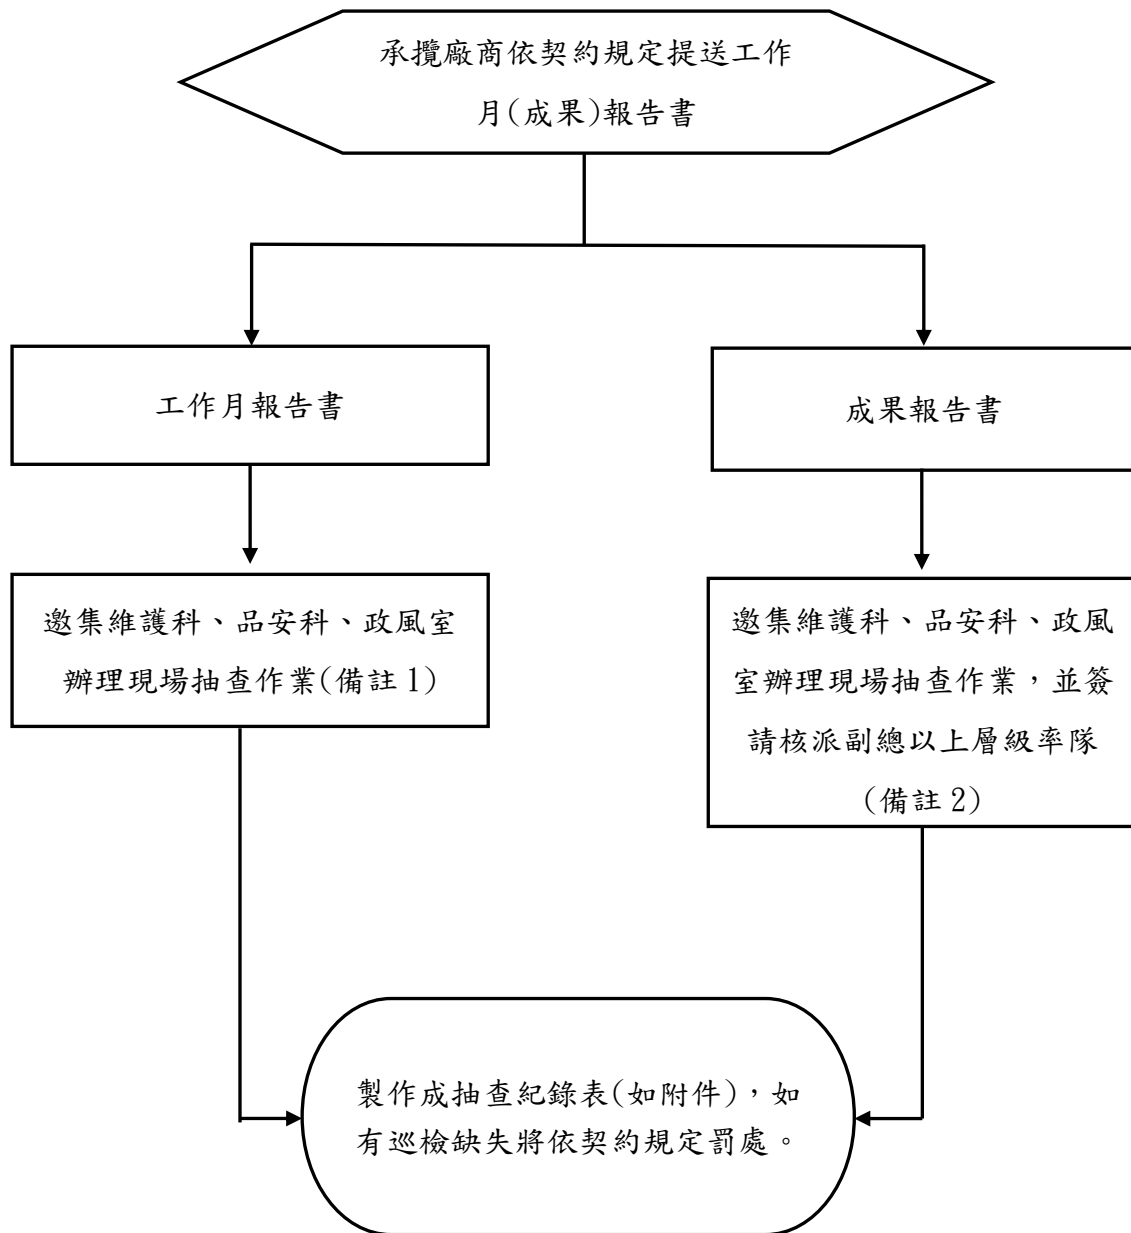 承攬廠商依契約規定提送工作
月(成果)報告書
工作月報告書
成果報告書
邀集維護科、品安科、政風室
辦理現場抽查作業(備註1)
邀集維護科、品安科、政風
室辦理現場抽查作業，並簽
請核派副總以上層級率隊
(備註2)
製作成抽查紀錄表(如附件)，如
有巡檢缺失將依契約規定罰處。